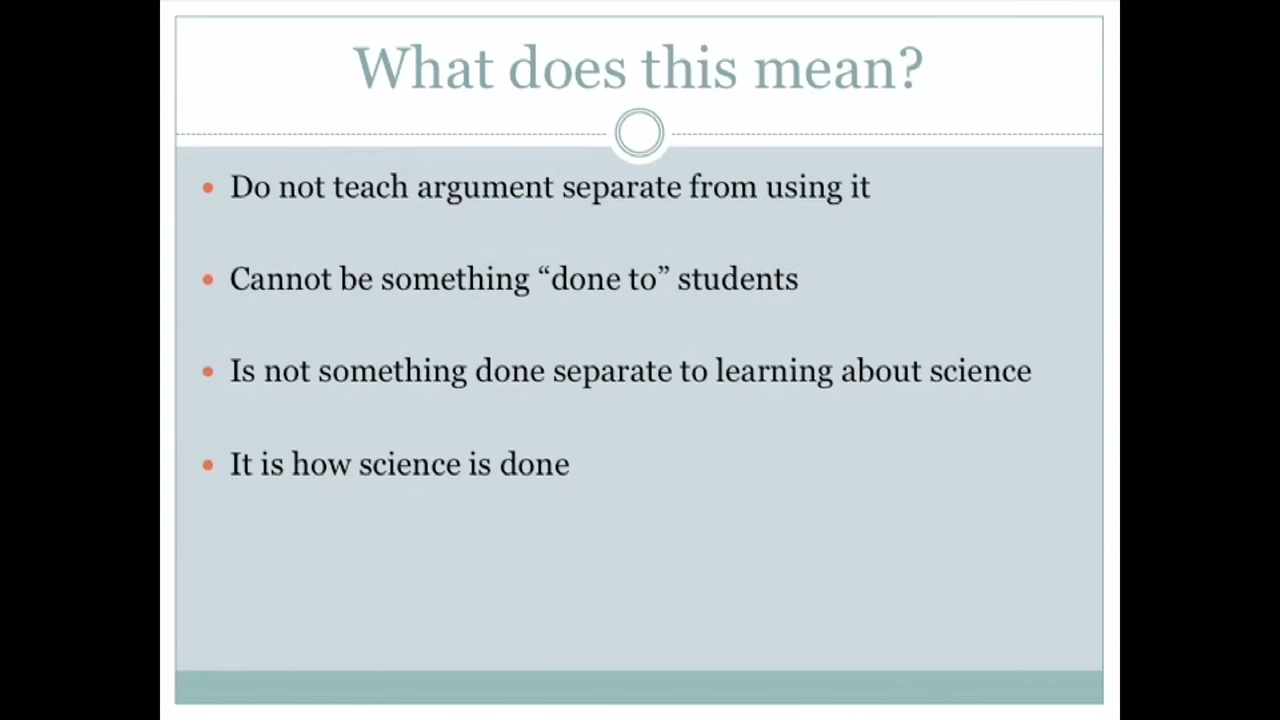 What does this mean?
• Do not teach argument separate from using it
• Cannot be something “done to” students
• Is not something done separate to learning about science
• It is how science is done